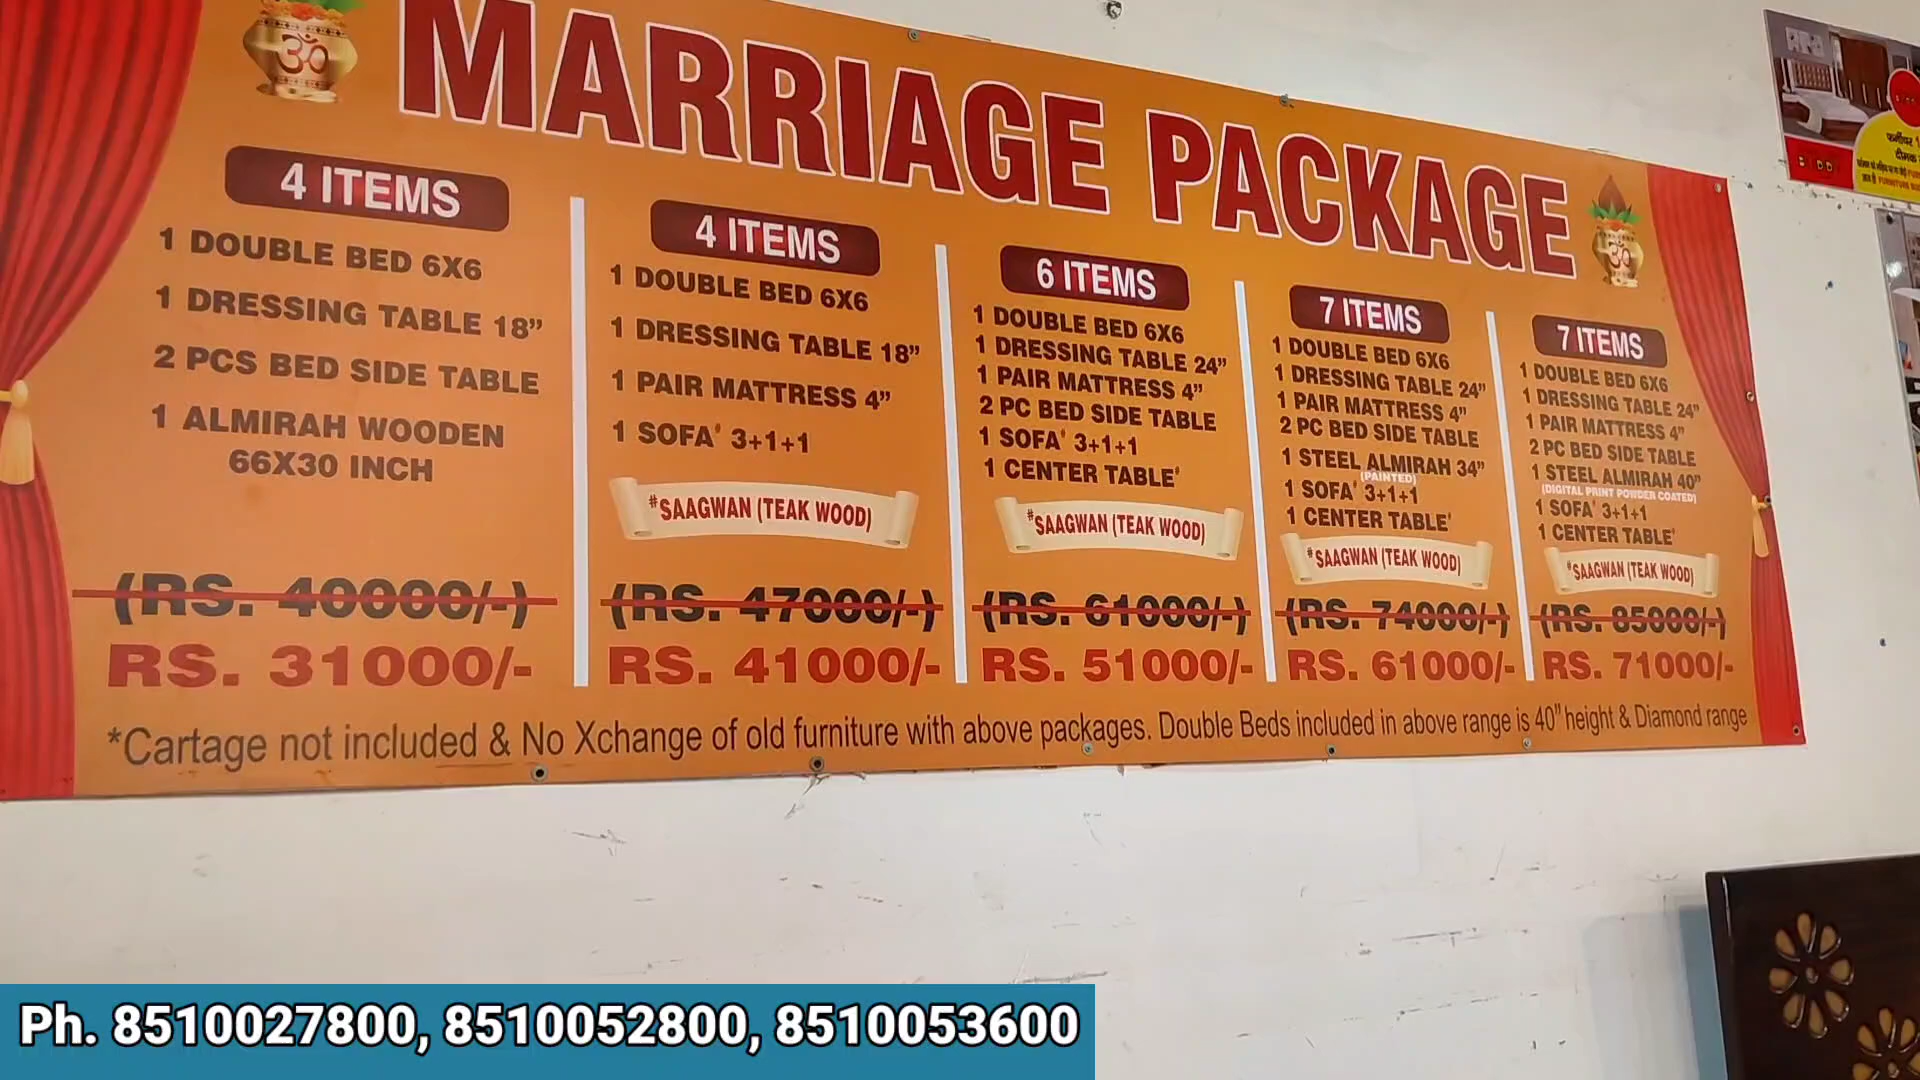 MARRIAGE PACKAGE
4 ITEMS
1 DOUBLE BED 6X6
1 DRESSING TABLE 18”
2 PCS BED SIDE TABLE
1 ALMIRAH WOODEN
66X30 INCH
(RS. 40000/-)
RS. 31000/-
4 ITEMS
1 DOUBLE BED 6X6
1 DRESSING TABLE 18”
1 PAIR MATTRESS 4”
1 SOFA# 3+1+1
#SAAGWAN (TEAK WOOD)
(RS. 47000/-)
RS. 41000/-
6 ITEMS
1 DOUBLE BED 6X6
1 DRESSING TABLE 24”
1 PAIR MATTRESS 4”
2 PC BED SIDE TABLE
1 SOFA# 3+1+1
1 CENTER TABLE#
#SAAGWAN (TEAK WOOD)
(RS. 61000/-)
RS. 51000/-
7 ITEMS
1 DOUBLE BED 6X6
1 DRESSING TABLE 24”
1 PAIR MATTRESS 4”
2 PC BED SIDE TABLE
1 STEEL ALMIRAH 34”
(PAINTED)
1 SOFA# 3+1+1
1 CENTER TABLE#
#SAAGWAN (TEAK WOOD)
(RS. 74000/-)
RS. 61000/-
7 ITEMS
1 DOUBLE BED 6X6
1 DRESSING TABLE 24”
1 PAIR MATTRESS 4”
2 PC BED SIDE TABLE
1 STEEL ALMIRAH 40”
(DIGITAL PRINT POWDER COATED)
1 SOFA# 3+1+1
1 CENTER TABLE#
#SAAGWAN (TEAK WOOD)
(RS. 85000/-)
RS. 71000/-
*Cartage not included & No Xchange of old furniture with above packages. Double Beds included in above range is 40” height & Diamond range
ॐ
ॐ
फर्नीचर
दीमक
Ph. 8510027800, 8510052800, 8510053600